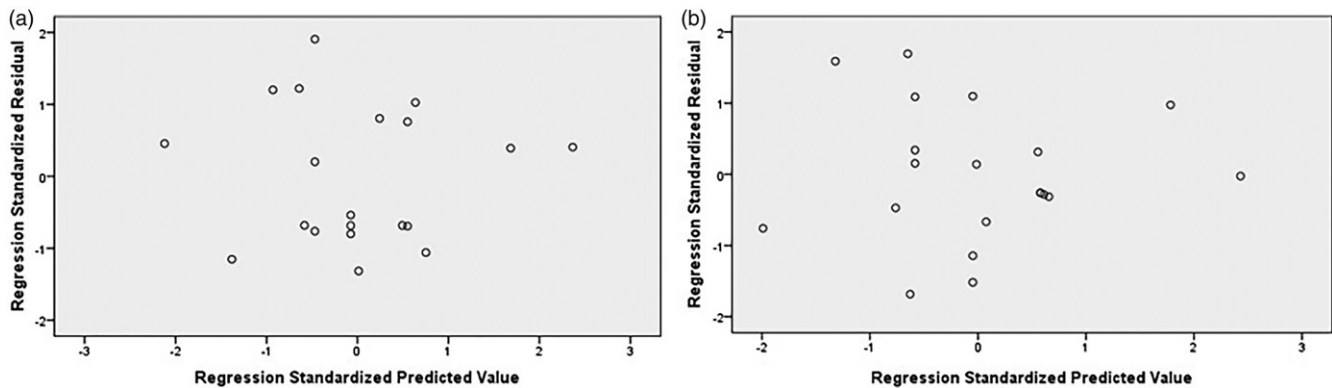 (a)
2
1
0
-1
-2
Regression Standardized Residual
-3 -2 -1 0 1 2 3
Regression Standardized Predicted Value
(b)
2
1
0
-1
-2
Regression Standardized Residual
-2 -1 0 1 2 3
Regression Standardized Predicted Value